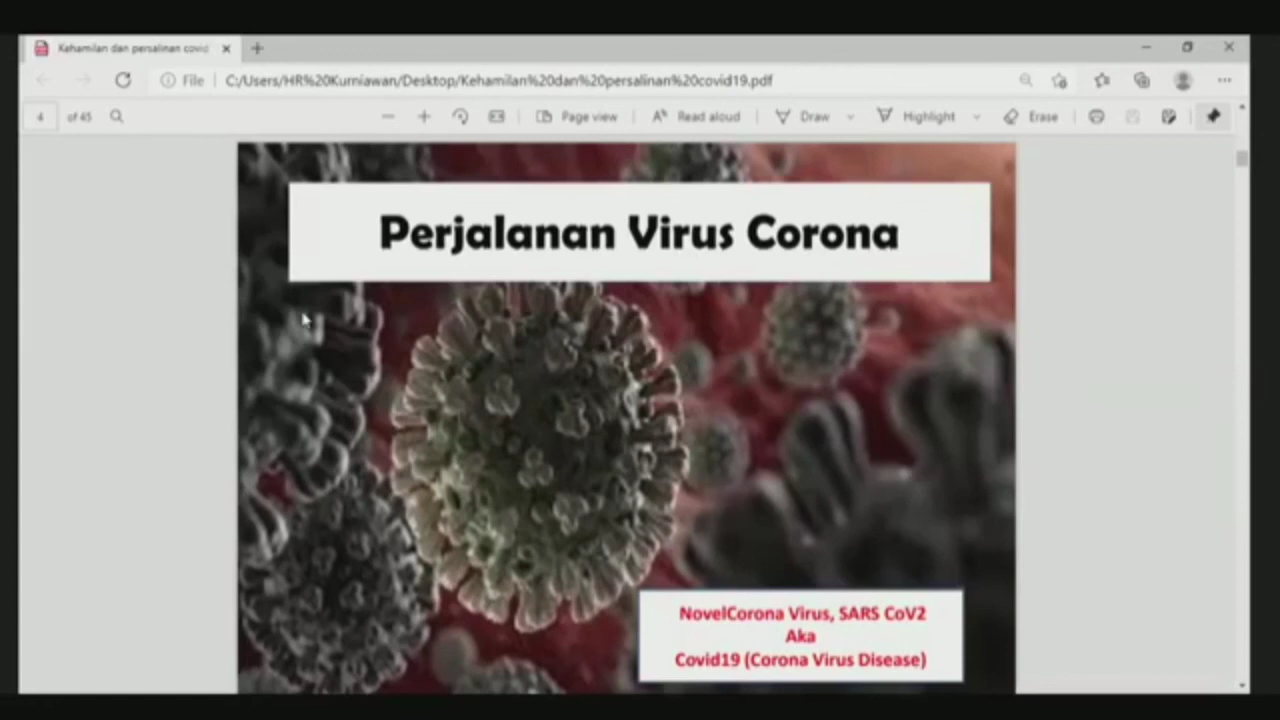 Kehamilan dan persalinan covid
File
C:/Users/HR%20Kurniawan/Desktop/Kehamilan%20dan%20persalinan%20covid19.pdf
4 of 45
Page view
Read aloud
Draw
Highlight
Erase
Perjalanan Virus Corona
NovelCorona Virus, SARS CoV2
Aka
Covid19 (Corona Virus Disease)